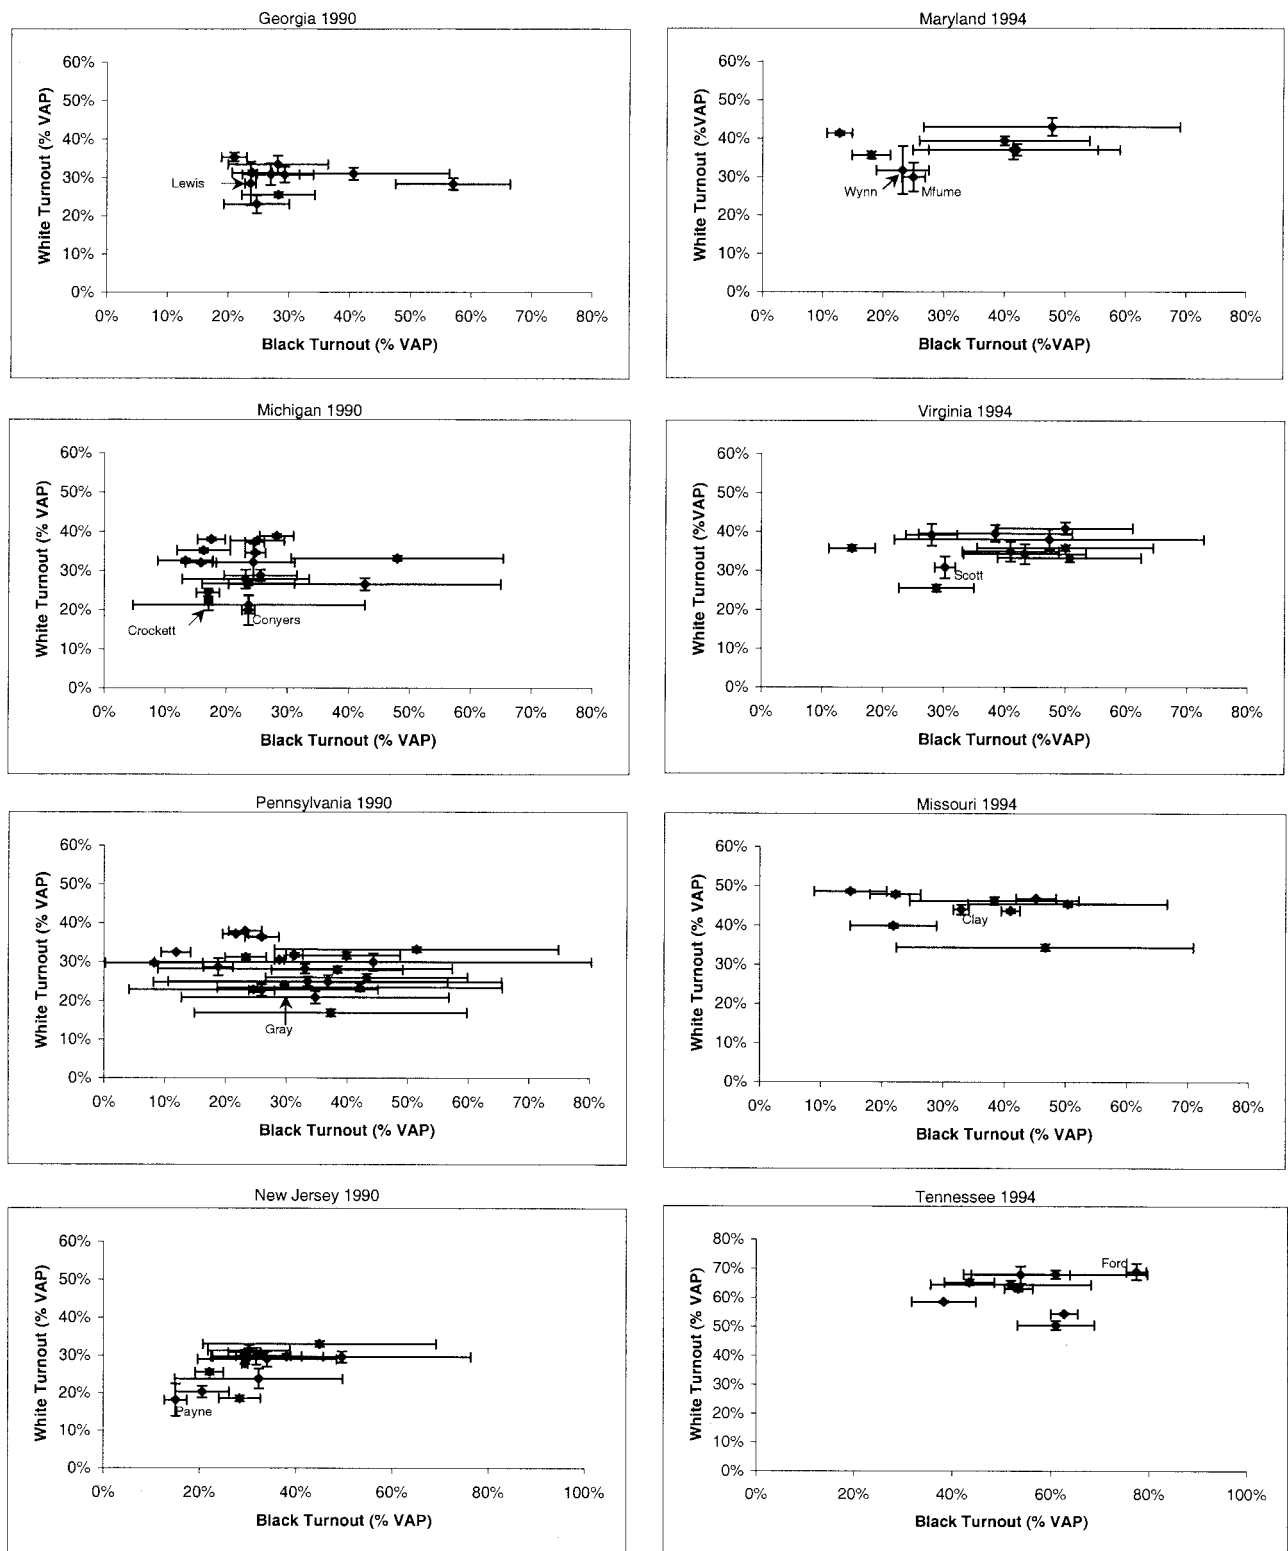 Georgia 1990
White Turnout (% VAP)
60%
50%
40%
30%
20%
10%
0%
Lewis
0% 10% 20% 30% 40% 50% 60% 70% 80%
Black Turnout (% VAP)
Maryland 1994
White Turnout (%VAP)
60%
50%
40%
30%
20%
10%
0%
Wynn
Mfume
0% 10% 20% 30% 40% 50% 60% 70% 80%
Black Turnout (%VAP)
Michigan 1990
White Turnout (% VAP)
60%
50%
40%
30%
20%
10%
0%
Crockett
Conyers
0% 10% 20% 30% 40% 50% 60% 70% 80%
Black Turnout (% VAP)
Virginia 1994
White Turnout (%VAP)
60%
50%
40%
30%
20%
10%
0%
Scott
0% 10% 20% 30% 40% 50% 60% 70% 80%
Black Turnout (%VAP)
Pennsylvania 1990
White Turnout (% VAP)
60%
50%
40%
30%
20%
10%
0%
Gray
0% 10% 20% 30% 40% 50% 60% 70% 80%
Black Turnout (% VAP)
Missouri 1994
White Turnout (% VAP)
60%
50%
40%
30%
20%
10%
0%
Clay
0% 10% 20% 30% 40% 50% 60% 70% 80%
Black Turnout (% VAP)
New Jersey 1990
White Turnout (% VAP)
60%
50%
40%
30%
20%
10%
0%
Payne
0% 20% 40% 60% 80% 100%
Black Turnout (% VAP)
Tennessee 1994
White Turnout (% VAP)
80%
70%
60%
50%
40%
30%
20%
10%
0%
Ford
0% 20% 40% 60% 80% 100%
Black Turnout (% VAP)